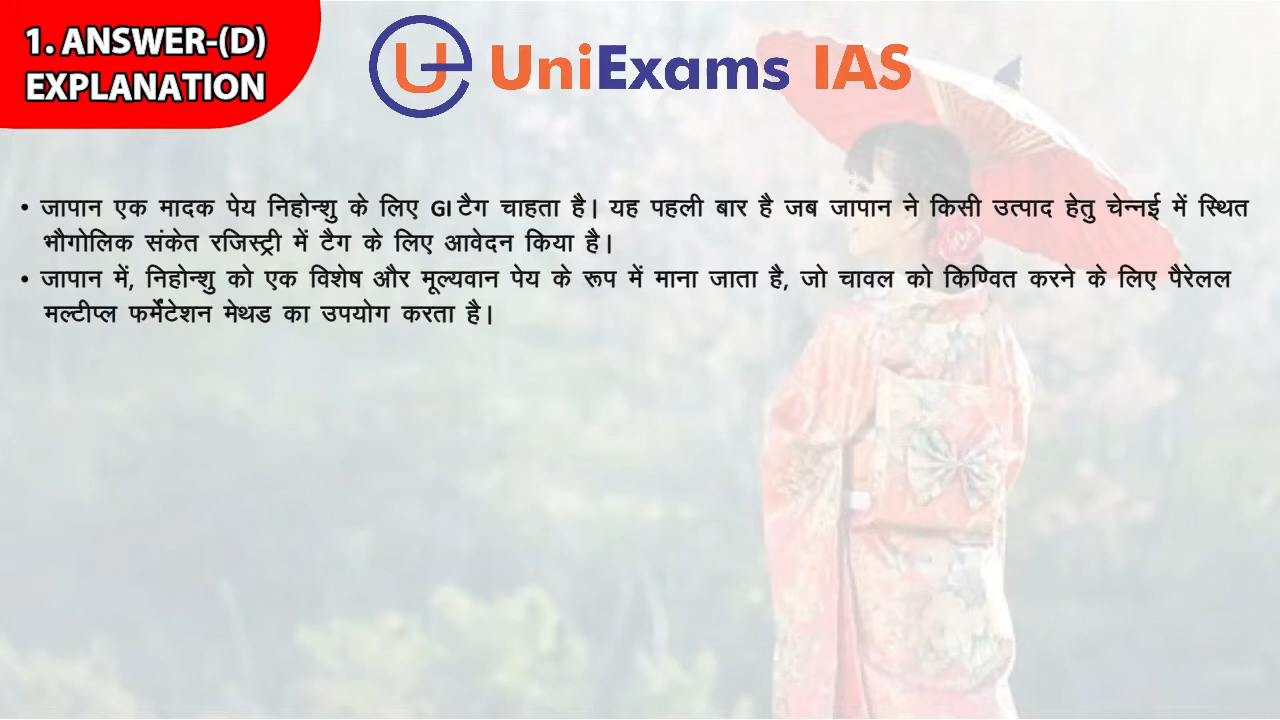 1. ANSWER-(D)
EXPLANATION
UniExams IAS
• जापान एक मादक पेय निहोन्शु के लिए GI टैग चाहता है। यह पहली बार है जब जापान ने किसी उत्पाद हेतु चेन्नई में स्थित
भौगोलिक संकेत रजिस्ट्री में टैग के लिए आवेदन किया है।
• जापान में, निहोन्शु को एक विशेष और मूल्यवान पेय के रूप में माना जाता है, जो चावल को किण्वित करने के लिए पैरेलल
मल्टीप्ल फर्मेंटेशन मेथड का उपयोग करता है।